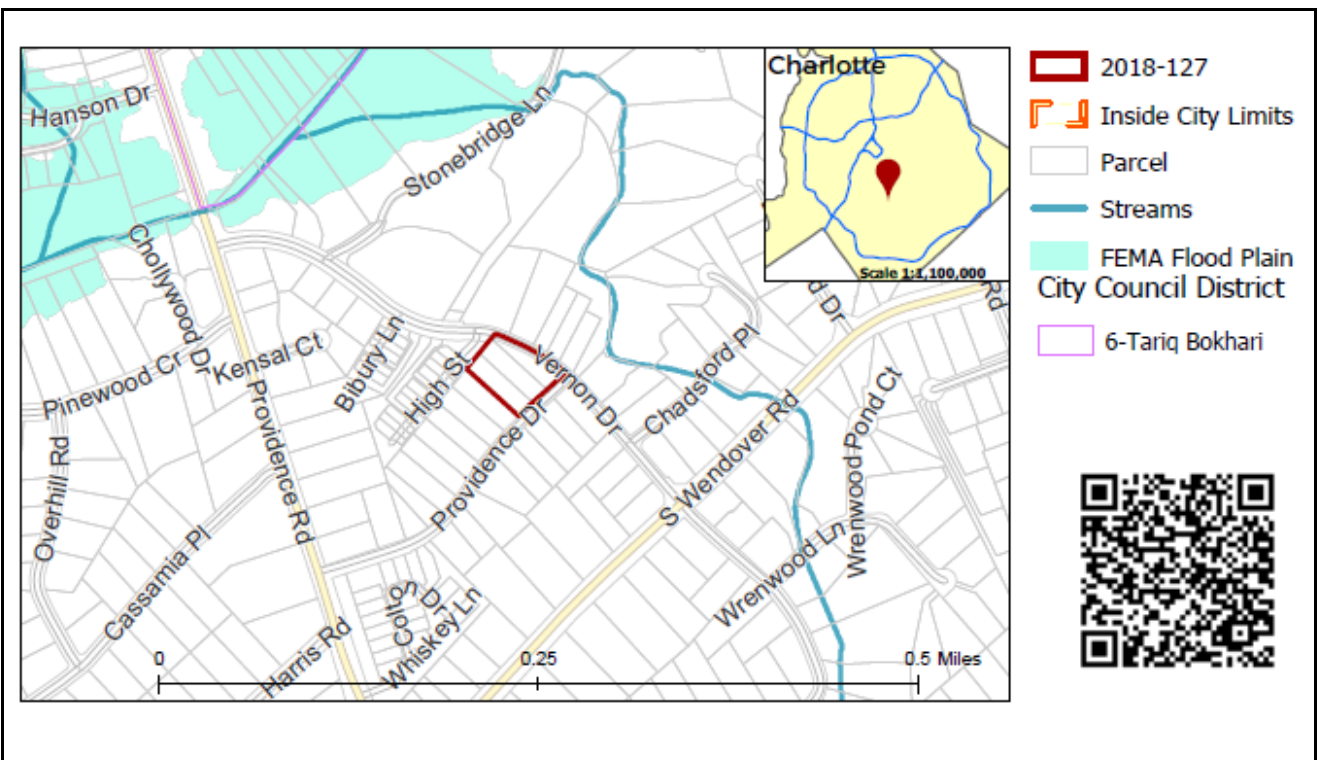 Charlotte
Scale 1:1,100,000
Hanson Dr
Stonebridge Ln
Chollywood Dr
d Dr
Rd
Pinewood Cr
Kensal Ct
Bibury Ln
High St
Vernon Dr
Chadsford Pl
Providence Rd
Providence Dr
S Wendover Rd
Wrenwood Pond Ct
Overhill Rd
Cassamia Pl
Wrenwood Ln
Colto
n Dr
Whiskey Ln
Harris Rd
0
0.25
0.5 Miles
2018-127
Inside City Limits
Parcel
Streams
FEMA Flood Plain
City Council District
6-Tariq Bokhari